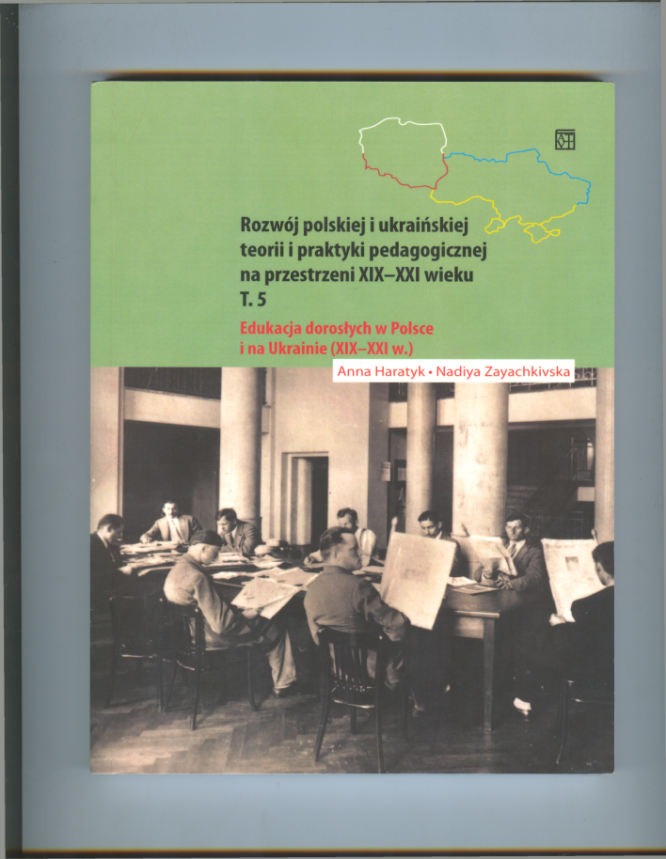 Rozwój polskiej i ukraińskiej
teorii i praktyki pedagogicznej
na przestrzeni XIX–XXI wieku
T. 5
Edukacja dorosłych w Polsce
i na Ukrainie (XIX–XXI w.)
Anna Haratyk • Nadiya Zayachkivska